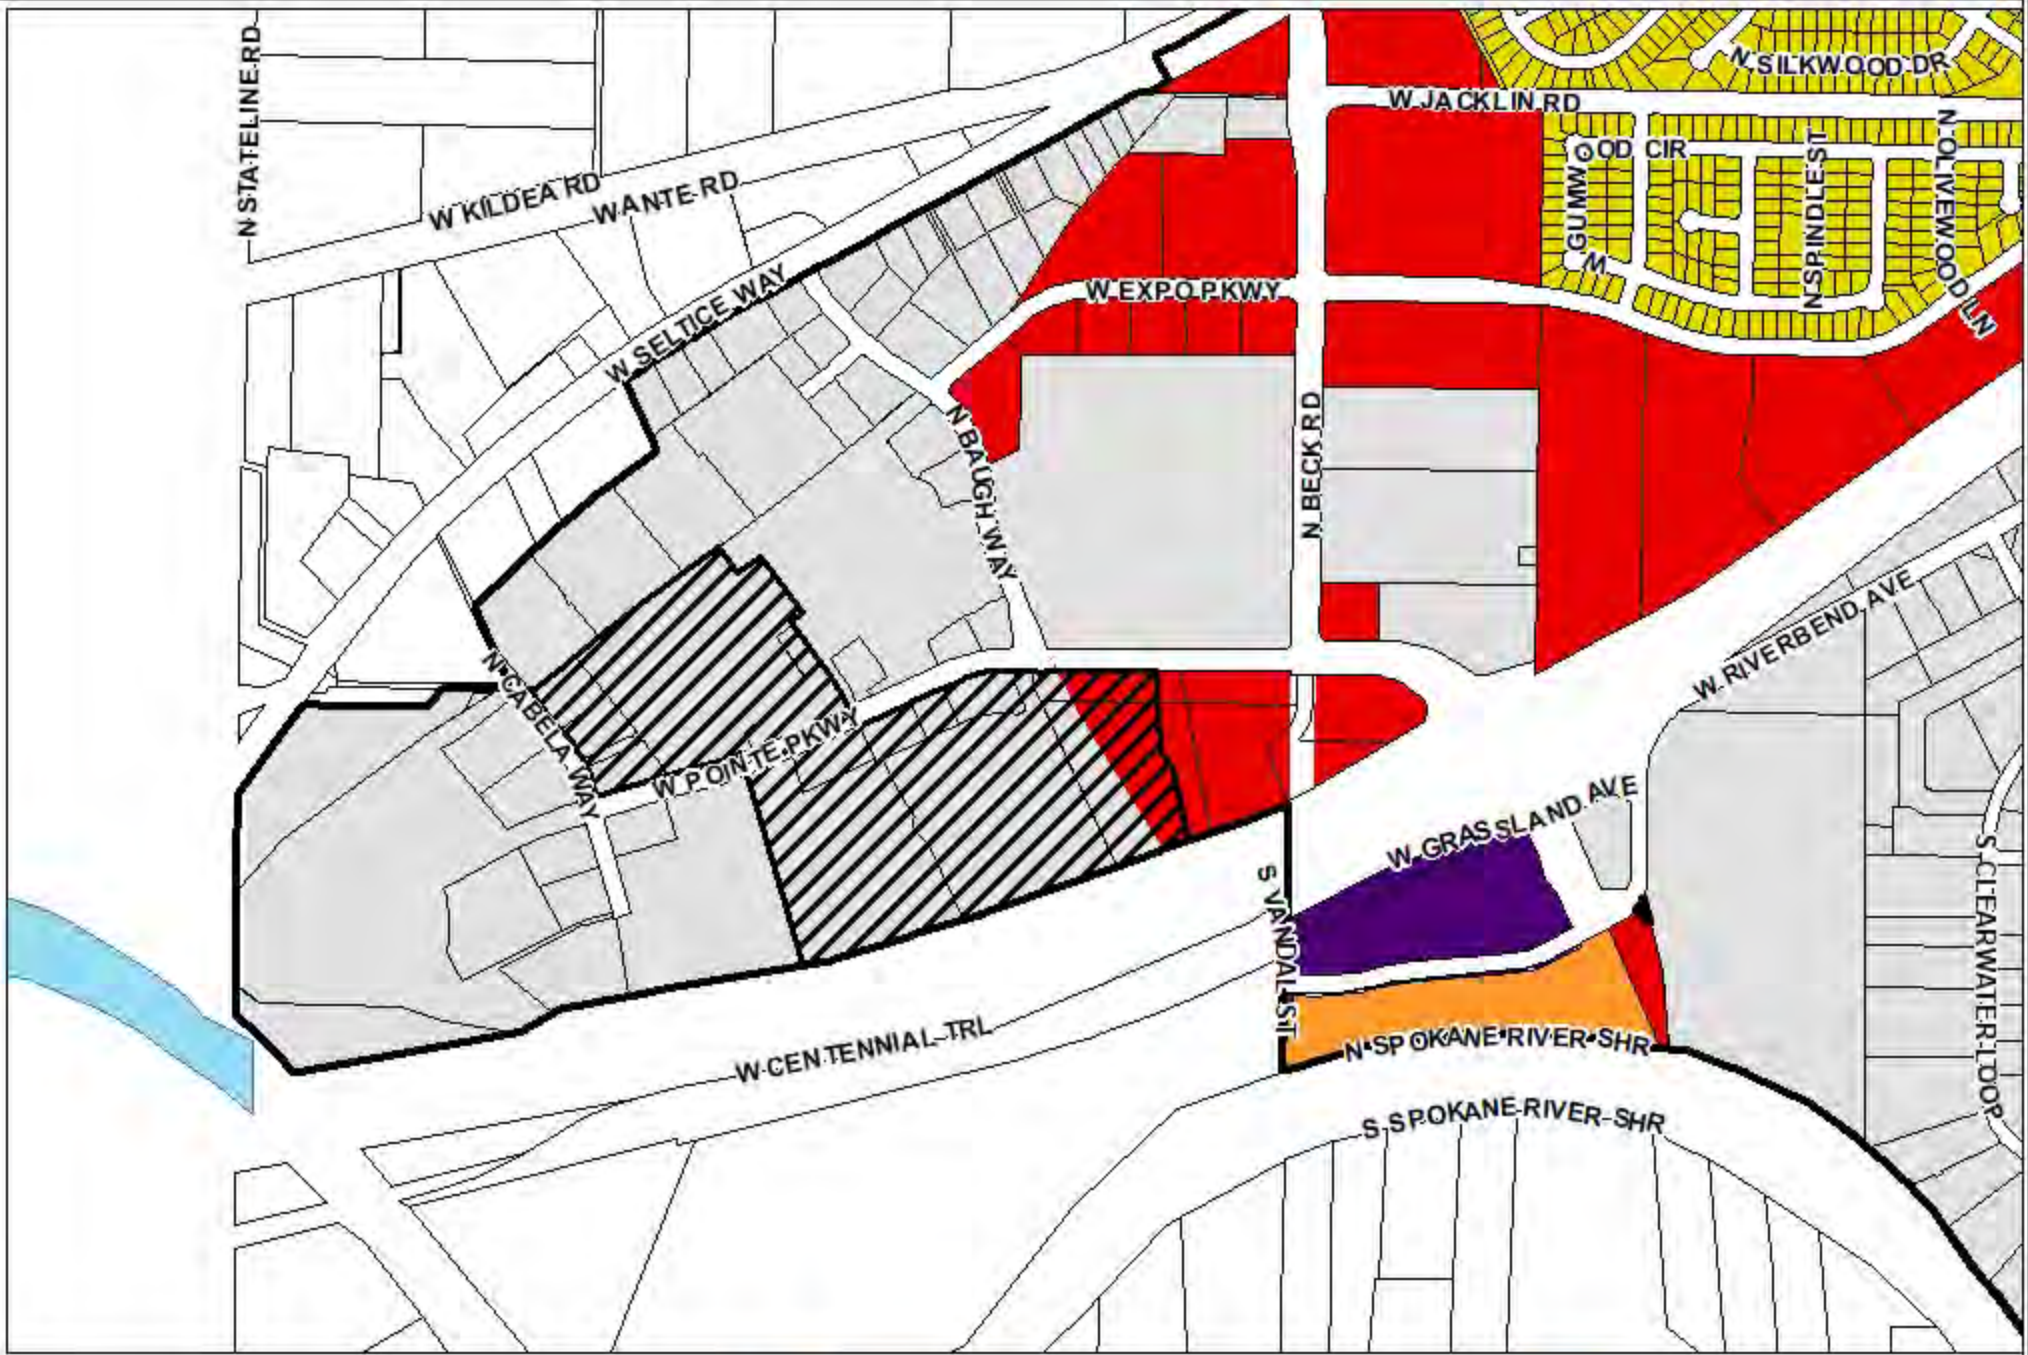 N STATELINE RD
N SILKWOOD DR
W JACKLIN RD
N OLIVEWOOD LN
W GUMWOOD CIR
N SPINDLE ST
W KILDEA RD
W ANTE RD
W SELTICE WAY
W EXPO PKWY
N BAUGH WAY
N BECK RD
W RIVERBEND AVE
N CABELA WAY
W POINTE PKWY
W GRASSLAND AVE
S VANDAL ST
S CLEARWATER LOOP
W CENTENNIAL TRL
N SPOKANE RIVER SHR
S SPOKANE RIVER SHR